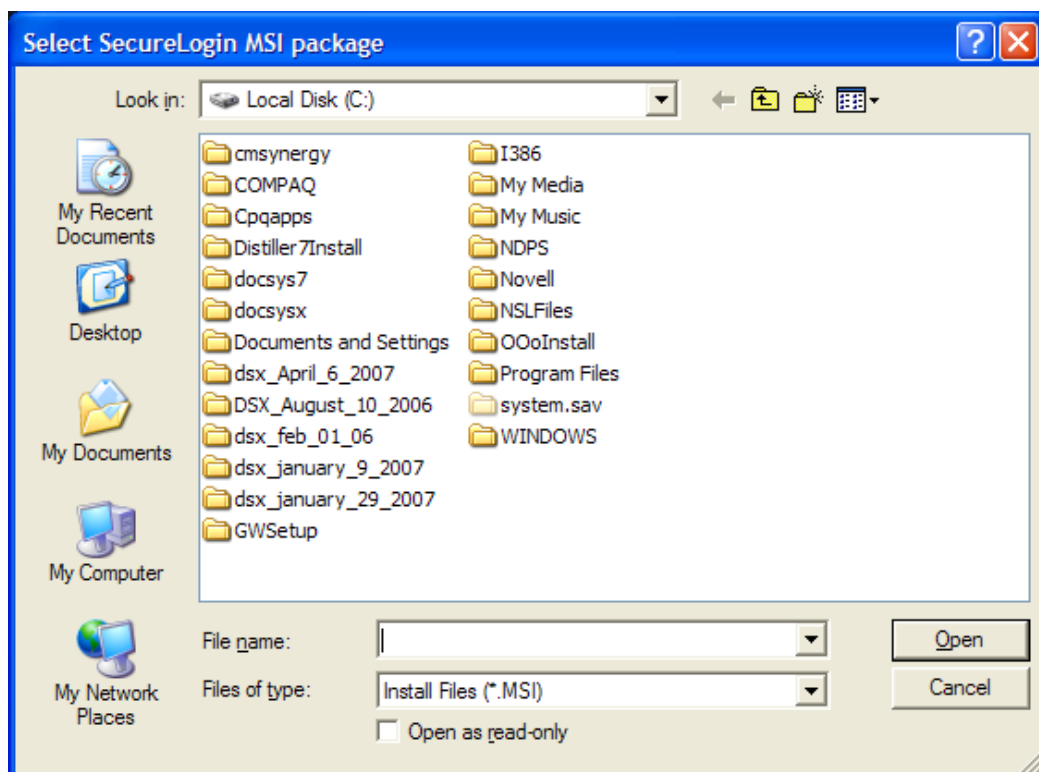 Select SecureLogin MSI package
Look in:
Local Disk (C:)
My Recent
Documents
Desktop
My Documents
My Computer
My Network
Places
cmsynergy
COMPAQ
Cpqapps
Distiller7Install
docsys7
docsysx
Documents and Settings
dsx_April_6_2007
DSX_August_10_2006
dsx_feb_01_06
dsx_january_9_2007
dsx_january_29_2007
GWSetup
I386
My Media
My Music
NDPS
Novell
NSLFiles
OOoInstall
Program Files
system.sav
WINDOWS
File name:
Open
Files of type:
Install Files (*.MSI)
Cancel
Open as read-only